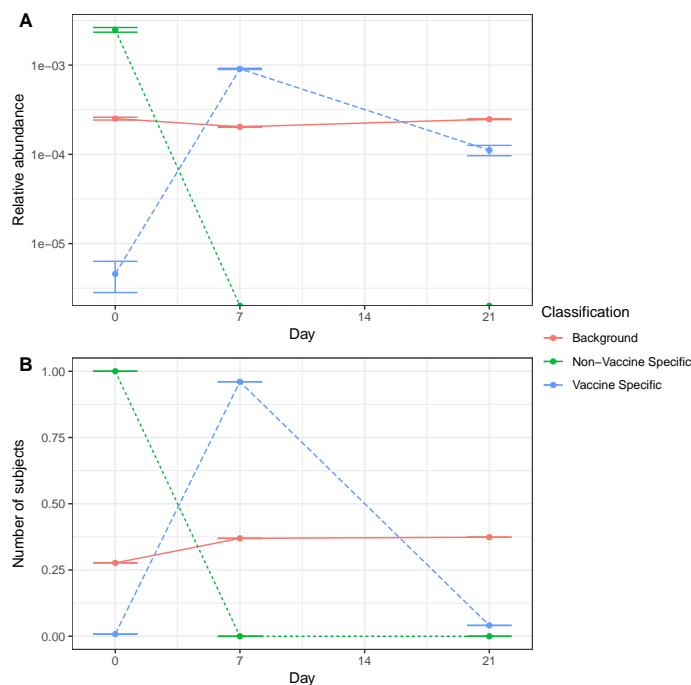 A
Relative abundance
1e−03
1e−04
1e−05
0
7
14
21
Day
Classification
Background
Non−Vaccine Specific
Vaccine Specific
B
Number of subjects
1.00
0.75
0.50
0.25
0.00
0
7
14
21
Day